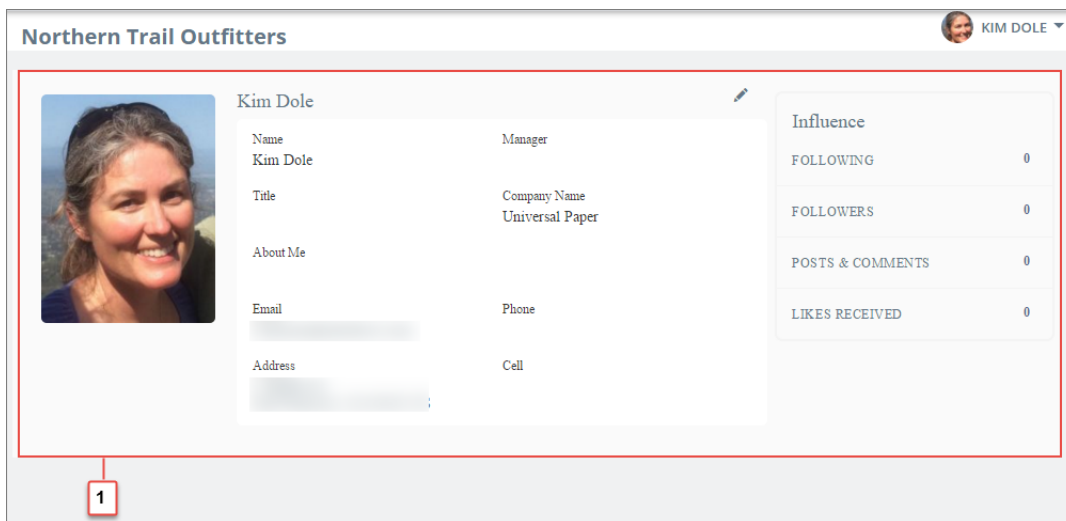 Northern Trail Outfitters
KIM DOLE
Kim Dole
Name
Kim Dole
Manager
Title
Company Name
Universal Paper
About Me
Email
Phone
Address
Cell
Influence
FOLLOWING 0
FOLLOWERS 0
POSTS & COMMENTS 0
LIKES RECEIVED 0
1